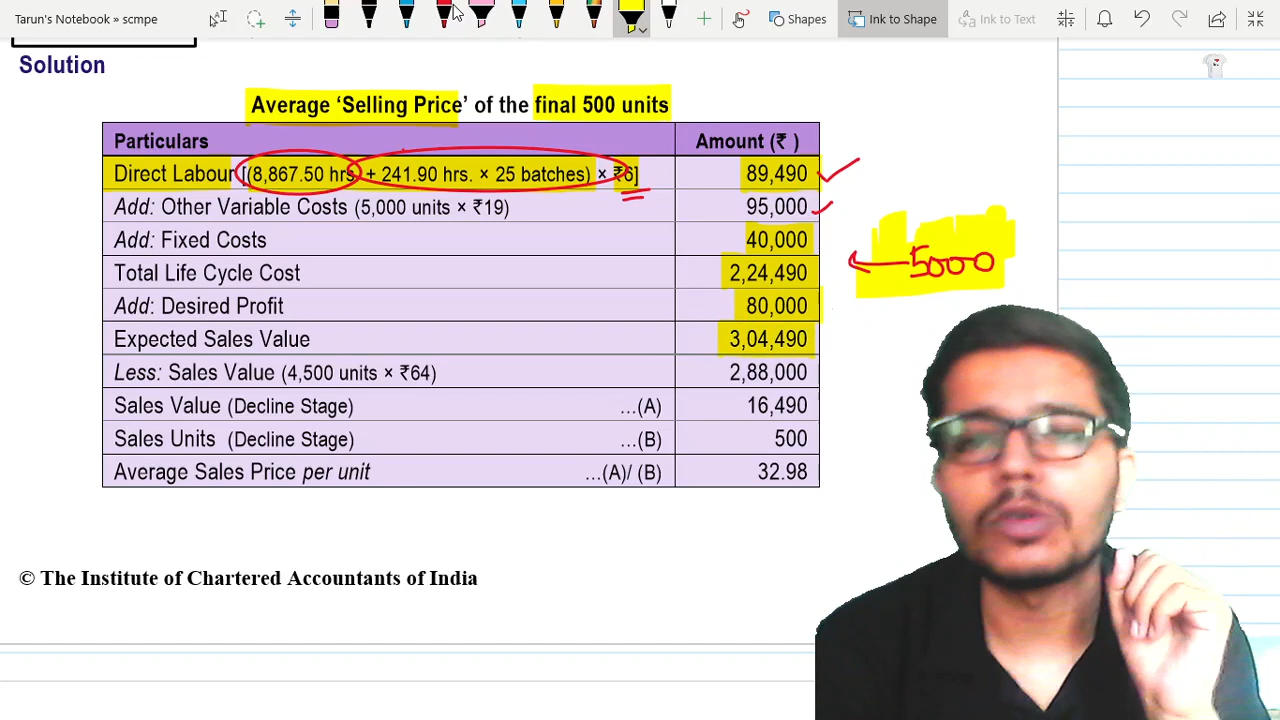 Tarun's Notebook » scmpe
Shapes
Ink to Shape
Ink to Text
Solution
Average ‘Selling Price’ of the final 500 units
Particulars Amount (₹ )
Direct Labour [(8,867.50 hrs. + 241.90 hrs. × 25 batches) × ₹6] 89,490
Add: Other Variable Costs (5,000 units × ₹19) 95,000
Add: Fixed Costs 40,000
Total Life Cycle Cost 2,24,490
5000
Add: Desired Profit 80,000
Expected Sales Value 3,04,490
Less: Sales Value (4,500 units × ₹64) 2,88,000
Sales Value (Decline Stage) …(A) 16,490
Sales Units (Decline Stage) …(B) 500
Average Sales Price per unit …(A)/ (B) 32.98
© The Institute of Chartered Accountants of India